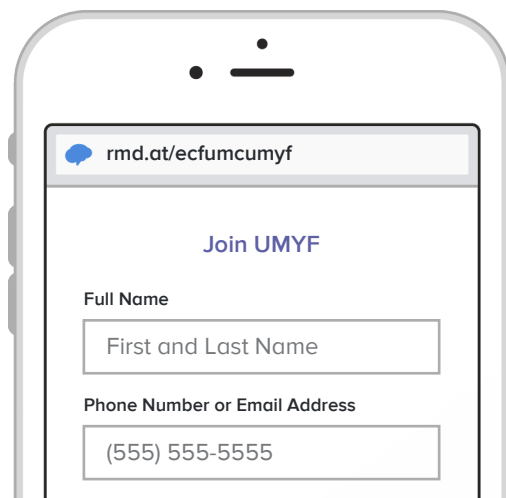 rmd.at/ecfumcumyf
Join UMYF
Full Name
First and Last Name
Phone Number or Email Address
(555) 555-5555